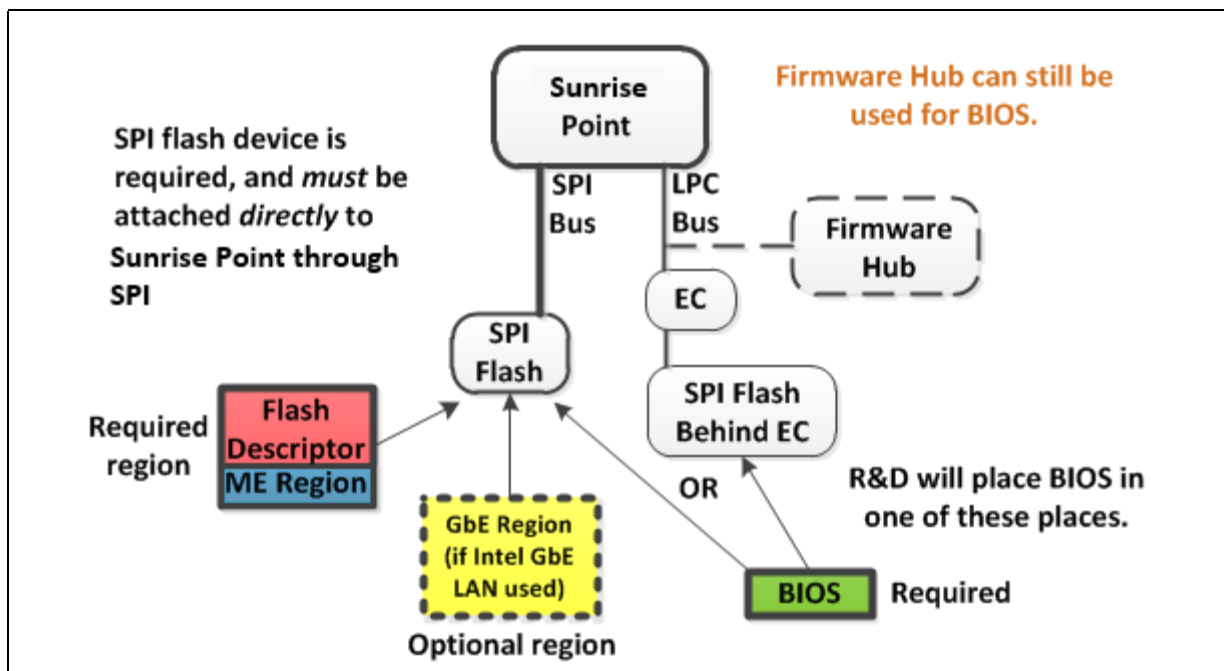 Sunrise
Point
Firmware Hub can still be
used for BIOS.
SPI flash device is
required, and must be
attached directly to
Sunrise Point through
SPI
SPI
Bus
LPC
Bus
Firmware
Hub
EC
SPI
Flash
SPI Flash
Behind EC
Required
region
Flash
Descriptor
ME Region
OR
R&D will place BIOS in
one of these places.
GbE Region
(if Intel GbE
LAN used)
Optional region
BIOS
Required